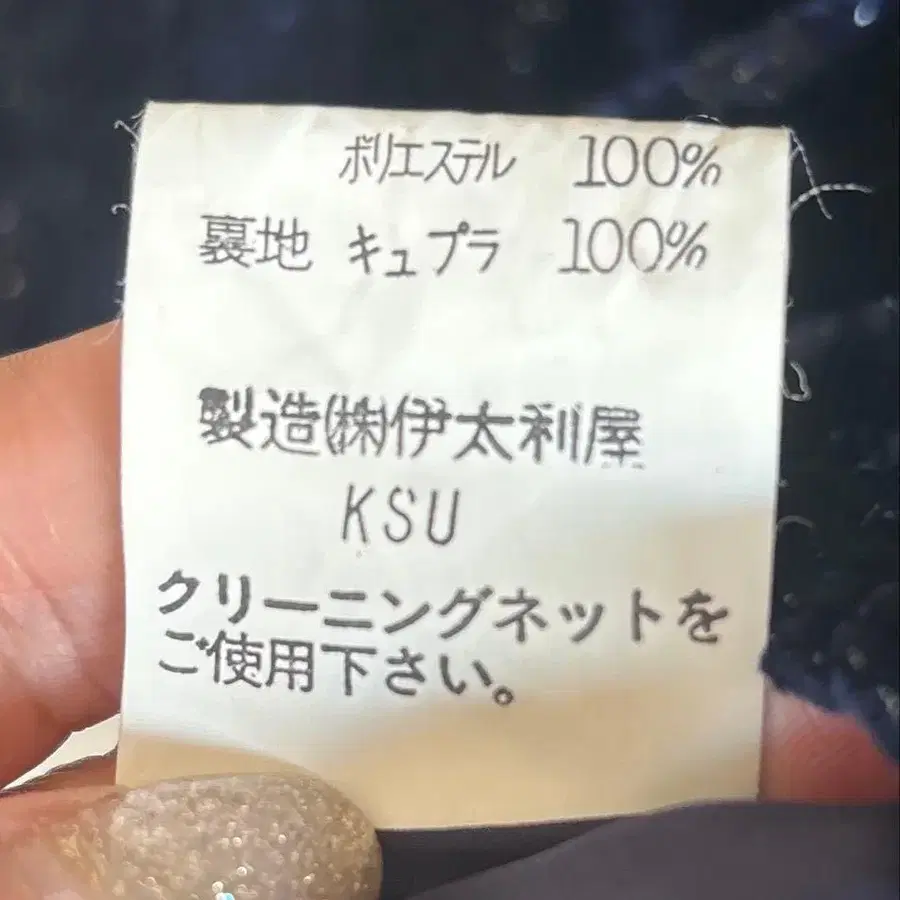 ポリエステル 100%
裏地 キュプラ 100%
製造㈱伊太利屋
KSU
クリーニングネットを
ご使用下さい。